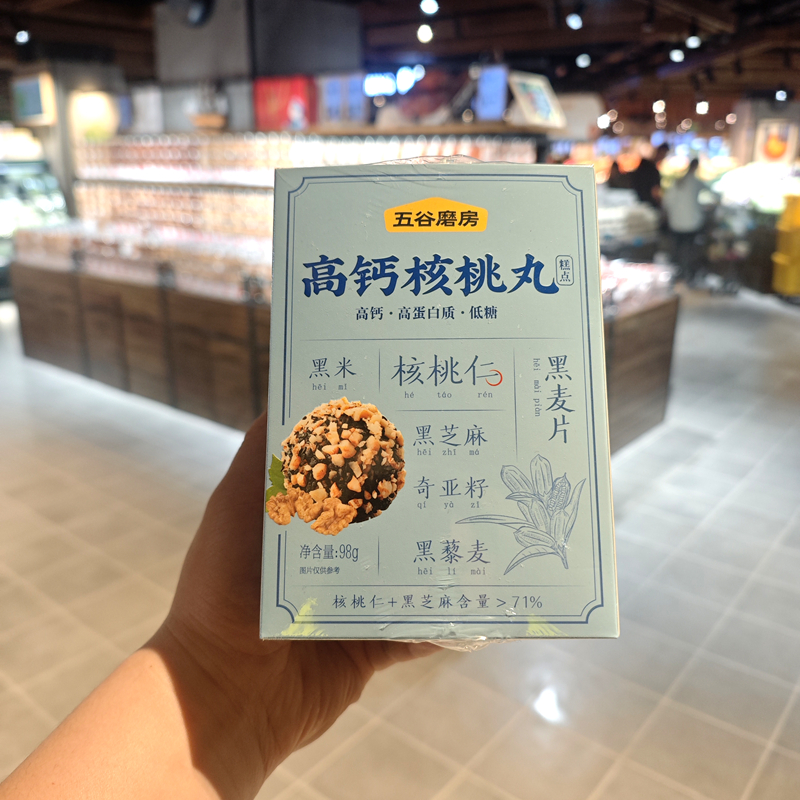 五谷磨房
高钙核桃丸
糕点
高钙·高蛋白质·低糖
黑米
hēi mǐ
核桃仁
hé táo rén
黑麦片
hēi mài piàn
黑芝麻
hēi zhī má
奇亚籽
qí yà zǐ
黑藜麦
hēi lí mài
净含量:98g
图片仅供参考
核桃仁+黑芝麻含量>71%